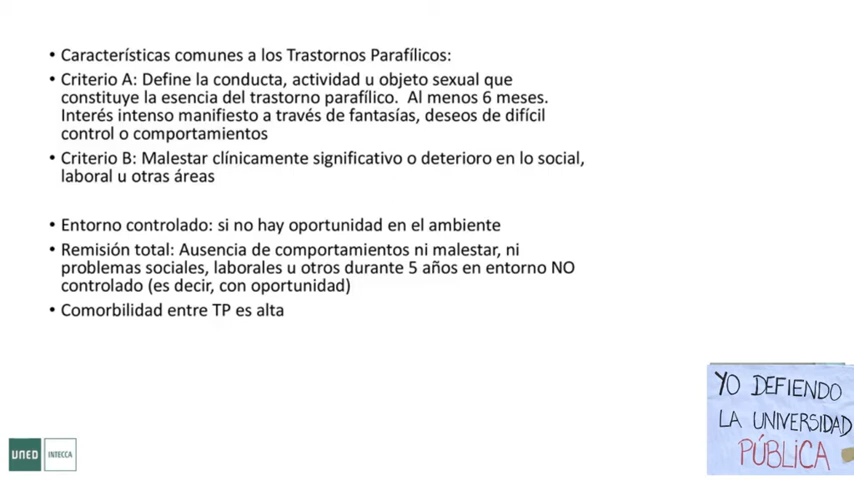 • Características comunes a los Trastornos Parafílicos:
• Criterio A: Define la conducta, actividad u objeto sexual que
constituye la esencia del trastorno parafílico. Al menos 6 meses.
Interés intenso manifiesto a través de fantasías, deseos de difícil
control o comportamientos
• Criterio B: Malestar clínicamente significativo o deterioro en lo social,
laboral u otras áreas
• Entorno controlado: si no hay oportunidad en el ambiente
• Remisión total: Ausencia de comportamientos ni malestar, ni
problemas sociales, laborales u otros durante 5 años en entorno NO
controlado (es decir, con oportunidad)
• Comorbilidad entre TP es alta
YO DEFIENDO
LA UNIVERSIDAD
PÚBLICA
UNED INTECCA